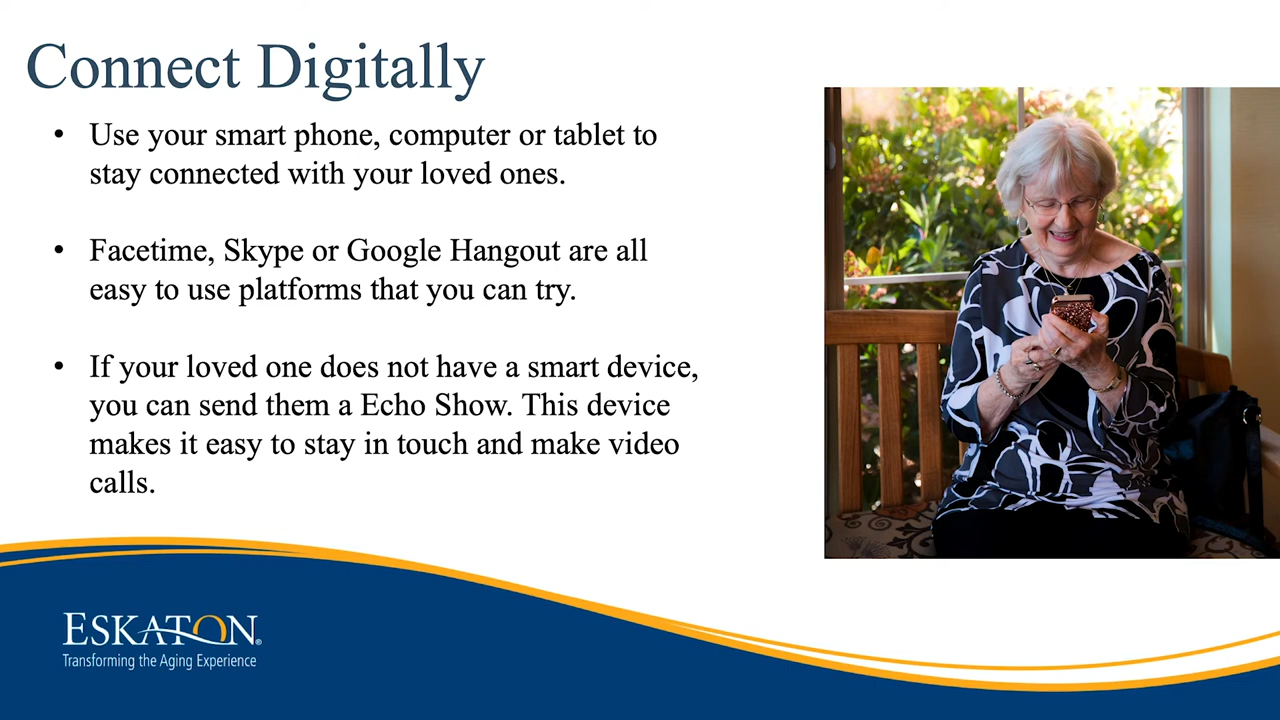 Connect Digitally
• Use your smart phone, computer or tablet to
stay connected with your loved ones.
• Facetime, Skype or Google Hangout are all
easy to use platforms that you can try.
• If your loved one does not have a smart device,
you can send them a Echo Show. This device
makes it easy to stay in touch and make video
calls.
ESKATON®
Transforming the Aging Experience